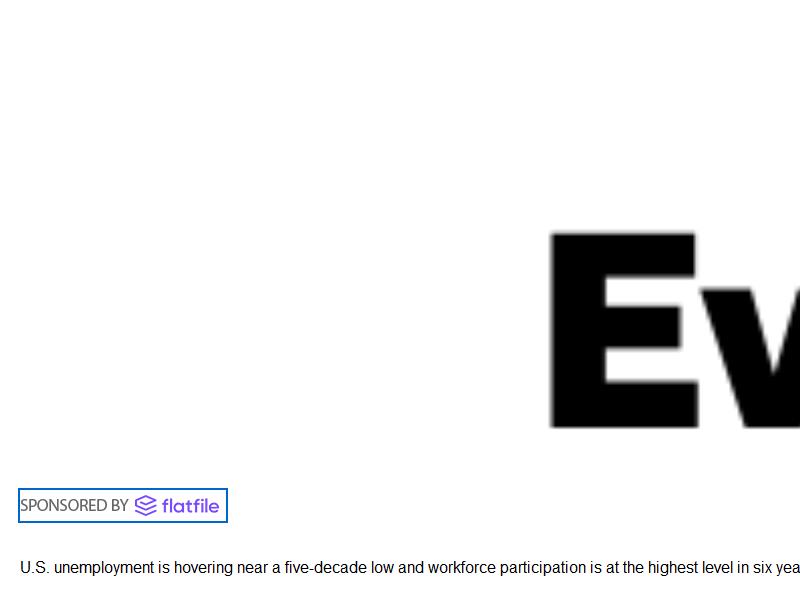 Ev
SPONSORED BY flatfile
U.S. unemployment is hovering near a five-decade low and workforce participation is at the highest level in six yea